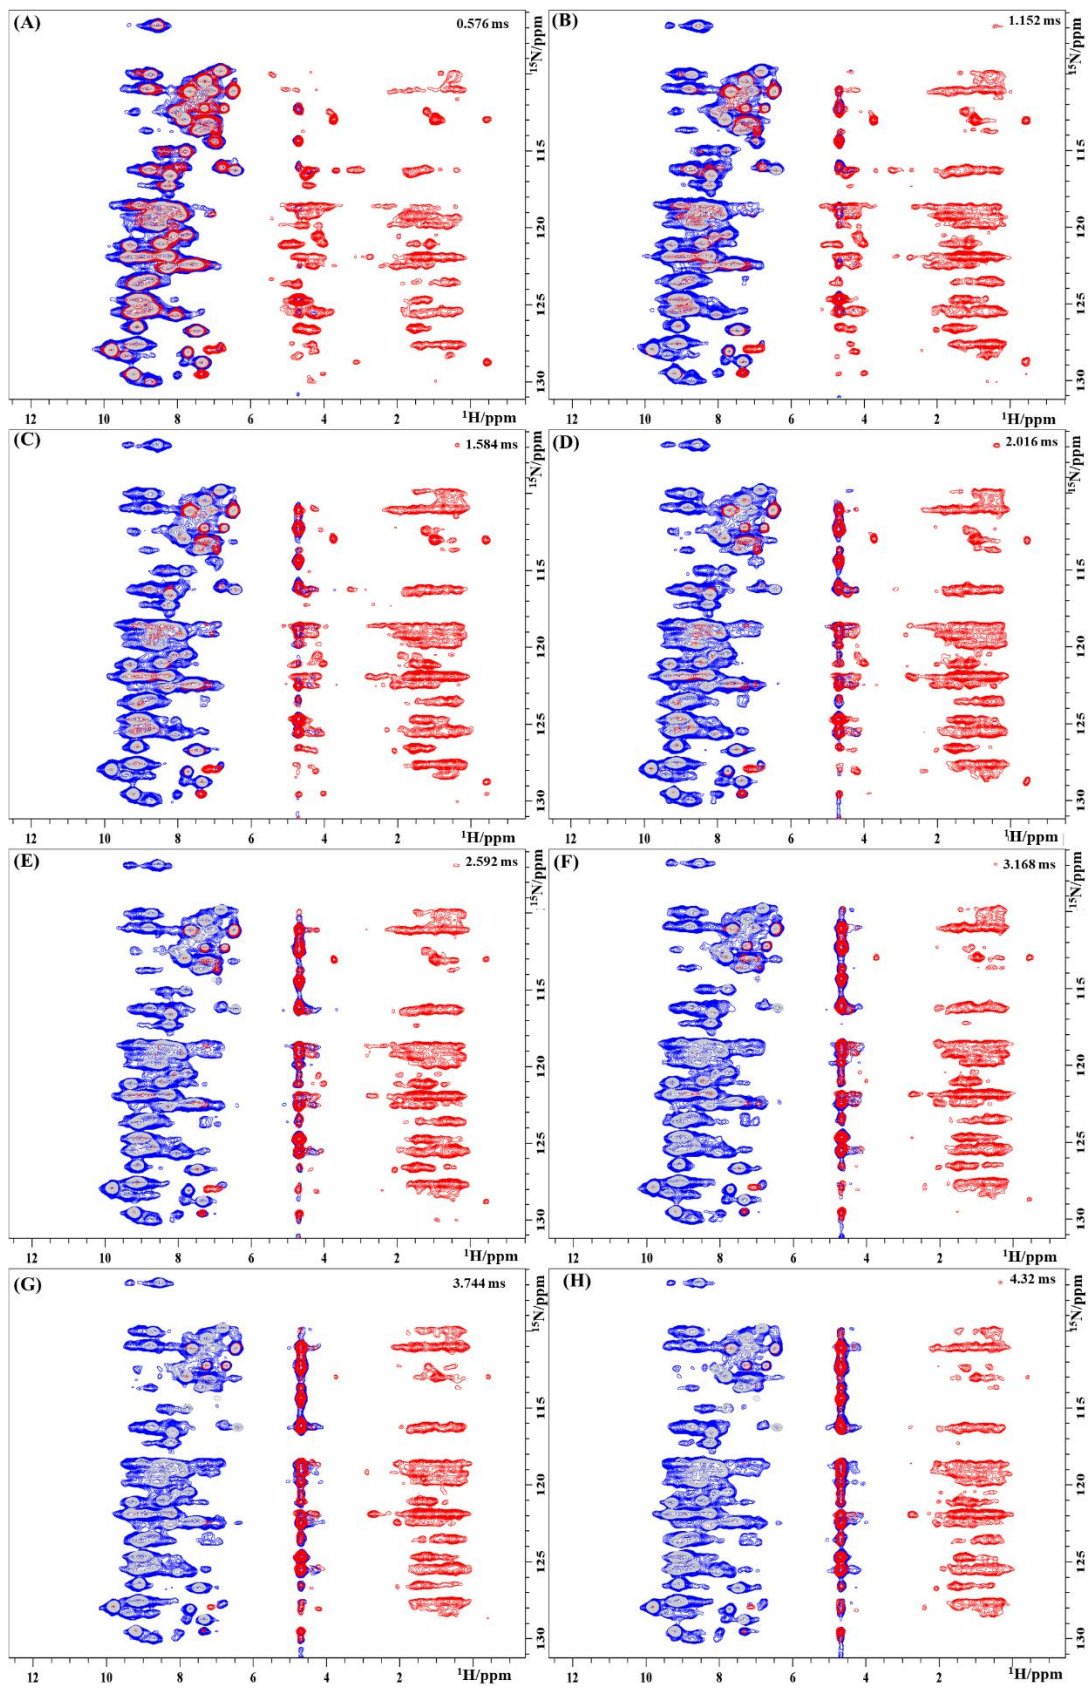 (A) 0.576 ms
¹⁵N/ppm
115
120
125
130
12 10 8 6 4 2 ¹H/ppm
(B) 1.152 ms
¹⁵N/ppm
115
120
125
130
12 10 8 6 4 2 ¹H/ppm
(C) 1.584 ms
¹⁵N/ppm
115
120
125
130
12 10 8 6 4 2 ¹H/ppm
(D) 2.016 ms
¹⁵N/ppm
115
120
125
130
12 10 8 6 4 2 ¹H/ppm
(E) 2.592 ms
¹⁵N/ppm
115
120
125
130
12 10 8 6 4 2 ¹H/ppm
(F) 3.168 ms
¹⁵N/ppm
115
120
125
130
12 10 8 6 4 2 ¹H/ppm
(G) 3.744 ms
¹⁵N/ppm
115
120
125
130
12 10 8 6 4 2 ¹H/ppm
(H) 4.32 ms
¹⁵N/ppm
115
120
125
130
12 10 8 6 4 2 ¹H/ppm